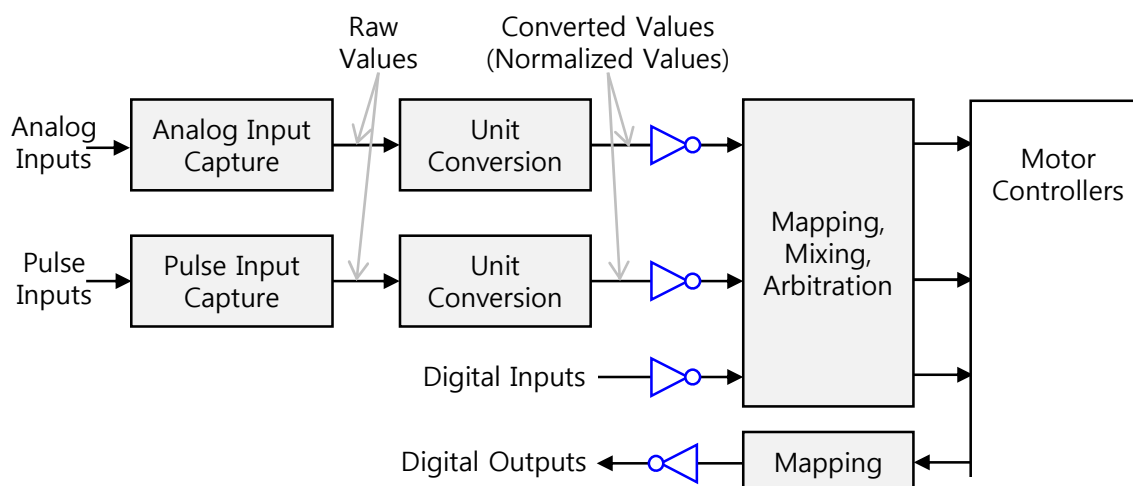 Raw
Values
Converted Values
(Normalized Values)
Analog
Inputs
Analog Input
Capture
Unit
Conversion
Motor
Controllers
Pulse
Inputs
Pulse Input
Capture
Unit
Conversion
Mapping,
Mixing,
Arbitration
Digital Inputs
Digital Outputs
Mapping